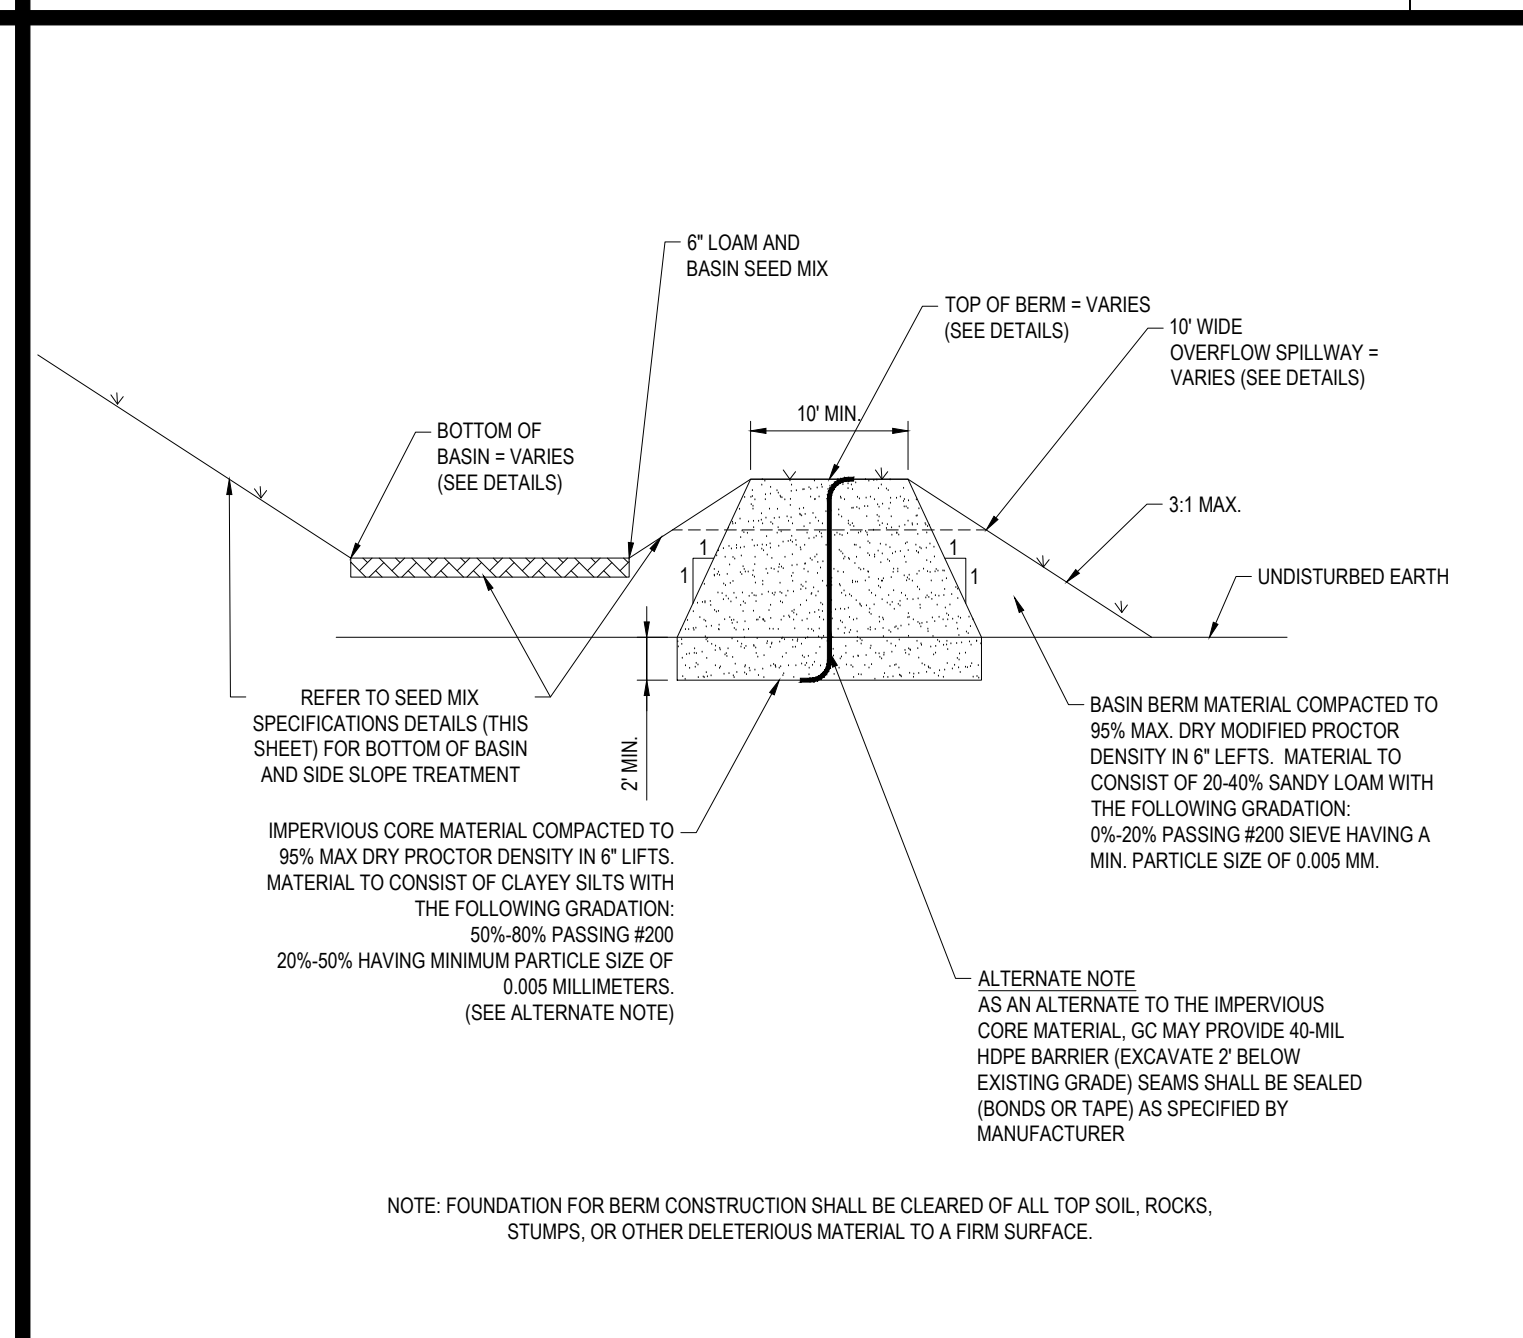 6" LOAM AND
BASIN SEED MIX
TOP OF BERM = VARIES
(SEE DETAILS)
10' WIDE
OVERFLOW SPILLWAY =
VARIES (SEE DETAILS)
10' MIN.
BOTTOM OF
BASIN = VARIES
(SEE DETAILS)
3:1 MAX.
1
1
1
1
UNDISTURBED EARTH
REFER TO SEED MIX
SPECIFICATIONS DETAILS (THIS
SHEET) FOR BOTTOM OF BASIN
AND SIDE SLOPE TREATMENT
2' MIN.
BASIN BERM MATERIAL COMPACTED TO
95% MAX. DRY MODIFIED PROCTOR
DENSITY IN 6" LEFTS. MATERIAL TO
CONSIST OF 20-40% SANDY LOAM WITH
THE FOLLOWING GRADATION:
0%-20% PASSING #200 SIEVE HAVING A
MIN. PARTICLE SIZE OF 0.005 MM.
IMPERVIOUS CORE MATERIAL COMPACTED TO
95% MAX DRY PROCTOR DENSITY IN 6" LIFTS.
MATERIAL TO CONSIST OF CLAYEY SILTS WITH
THE FOLLOWING GRADATION:
50%-80% PASSING #200
20%-50% HAVING MINIMUM PARTICLE SIZE OF
0.005 MILLIMETERS.
(SEE ALTERNATE NOTE)
ALTERNATE NOTE
AS AN ALTERNATE TO THE IMPERVIOUS
CORE MATERIAL, GC MAY PROVIDE 40-MIL
HDPE BARRIER (EXCAVATE 2' BELOW
EXISTING GRADE) SEAMS SHALL BE SEALED
(BONDS OR TAPE) AS SPECIFIED BY
MANUFACTURER
NOTE: FOUNDATION FOR BERM CONSTRUCTION SHALL BE CLEARED OF ALL TOP SOIL, ROCKS,
STUMPS, OR OTHER DELETERIOUS MATERIAL TO A FIRM SURFACE.